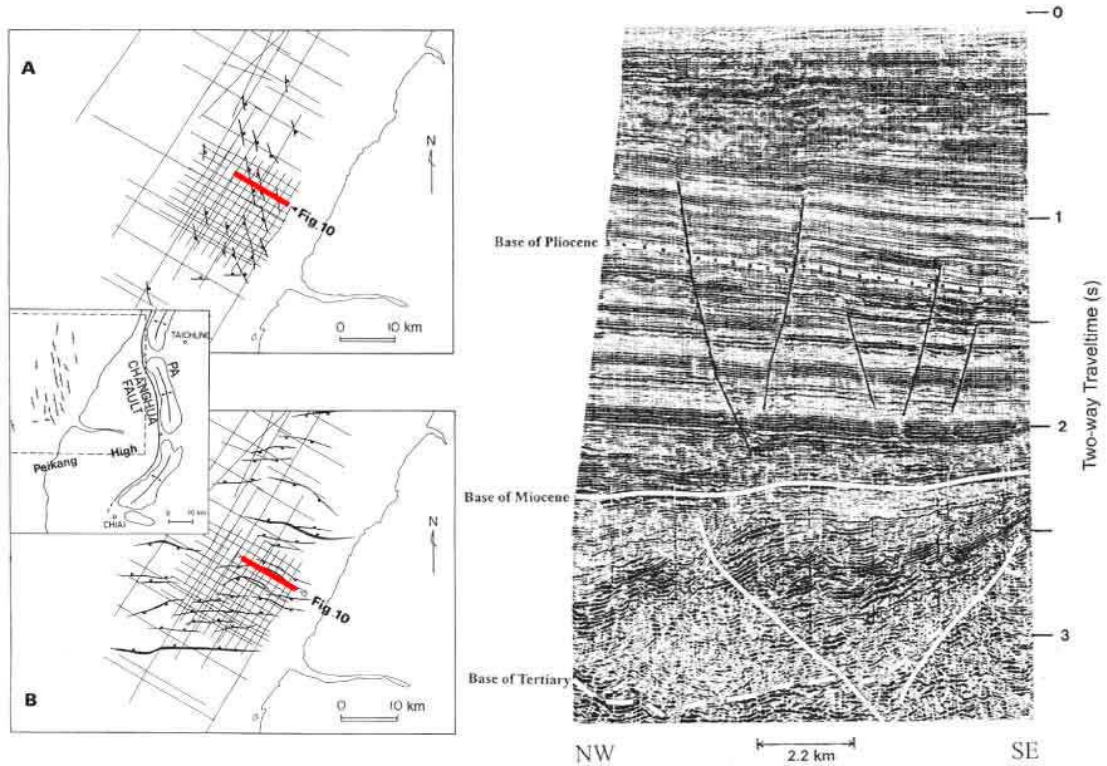 A
N
Fig.10
0 10 km
TAICHUNG
PA
CHANGHUA
FAULT
Peikang High
CHIAI
0 10 km
N
Fig.10
B
0 10 km
0
1
Base of Pliocene
Two-way Traveltime (s)
2
Base of Miocene
3
Base of Tertiary
NW
2.2 km
SE